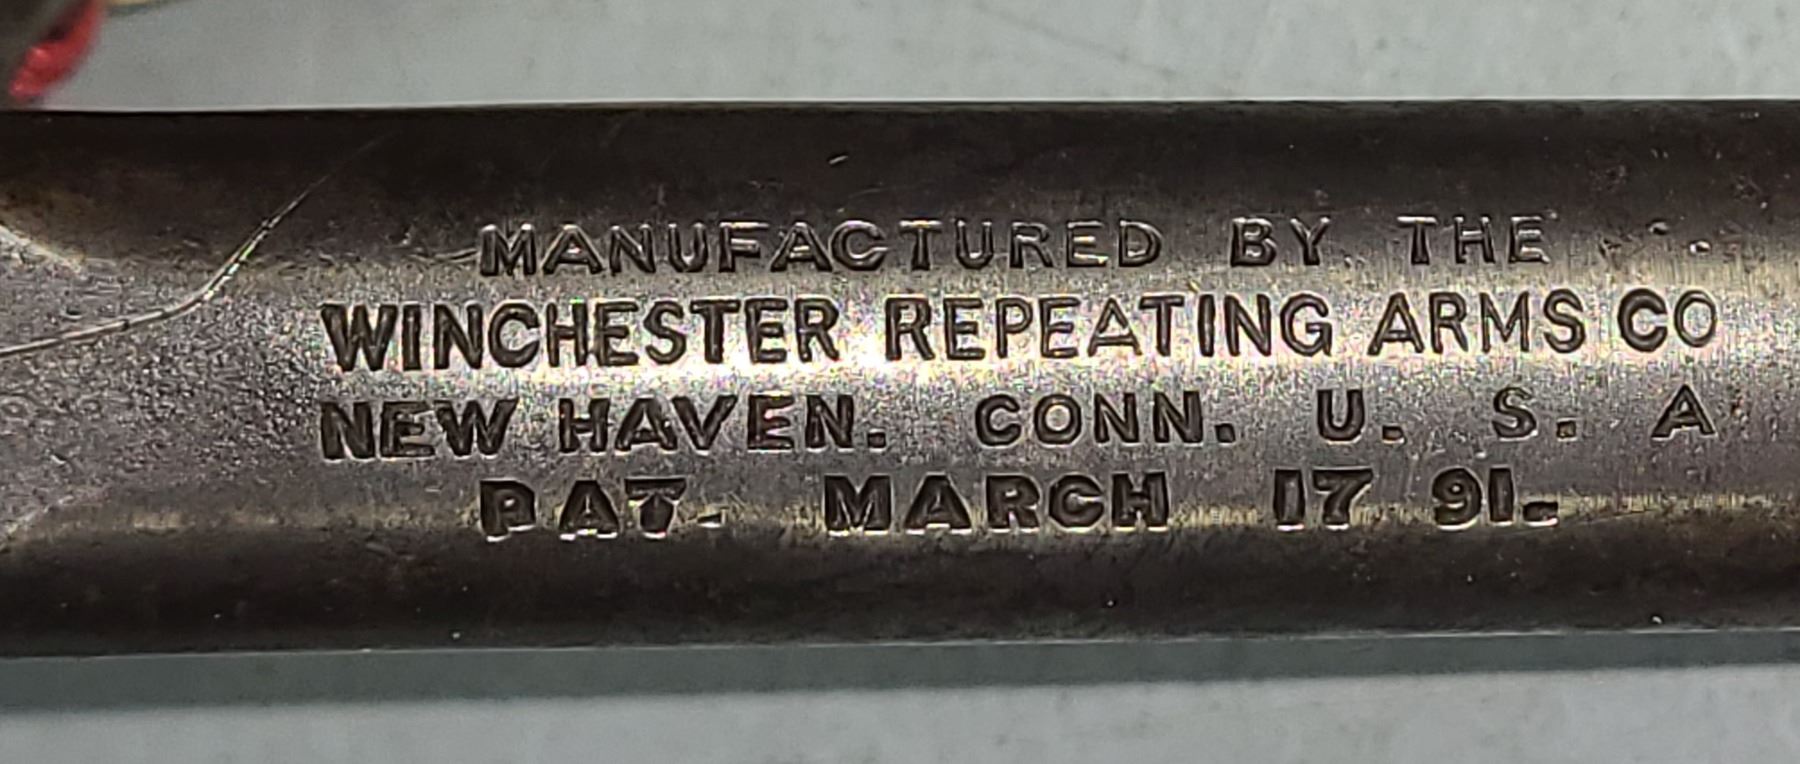 MANUFACTURED BY THE
WINCHESTER REPEATING ARMS CO
NEW HAVEN. CONN. U. S. A
PAT. MARCH 17 91.